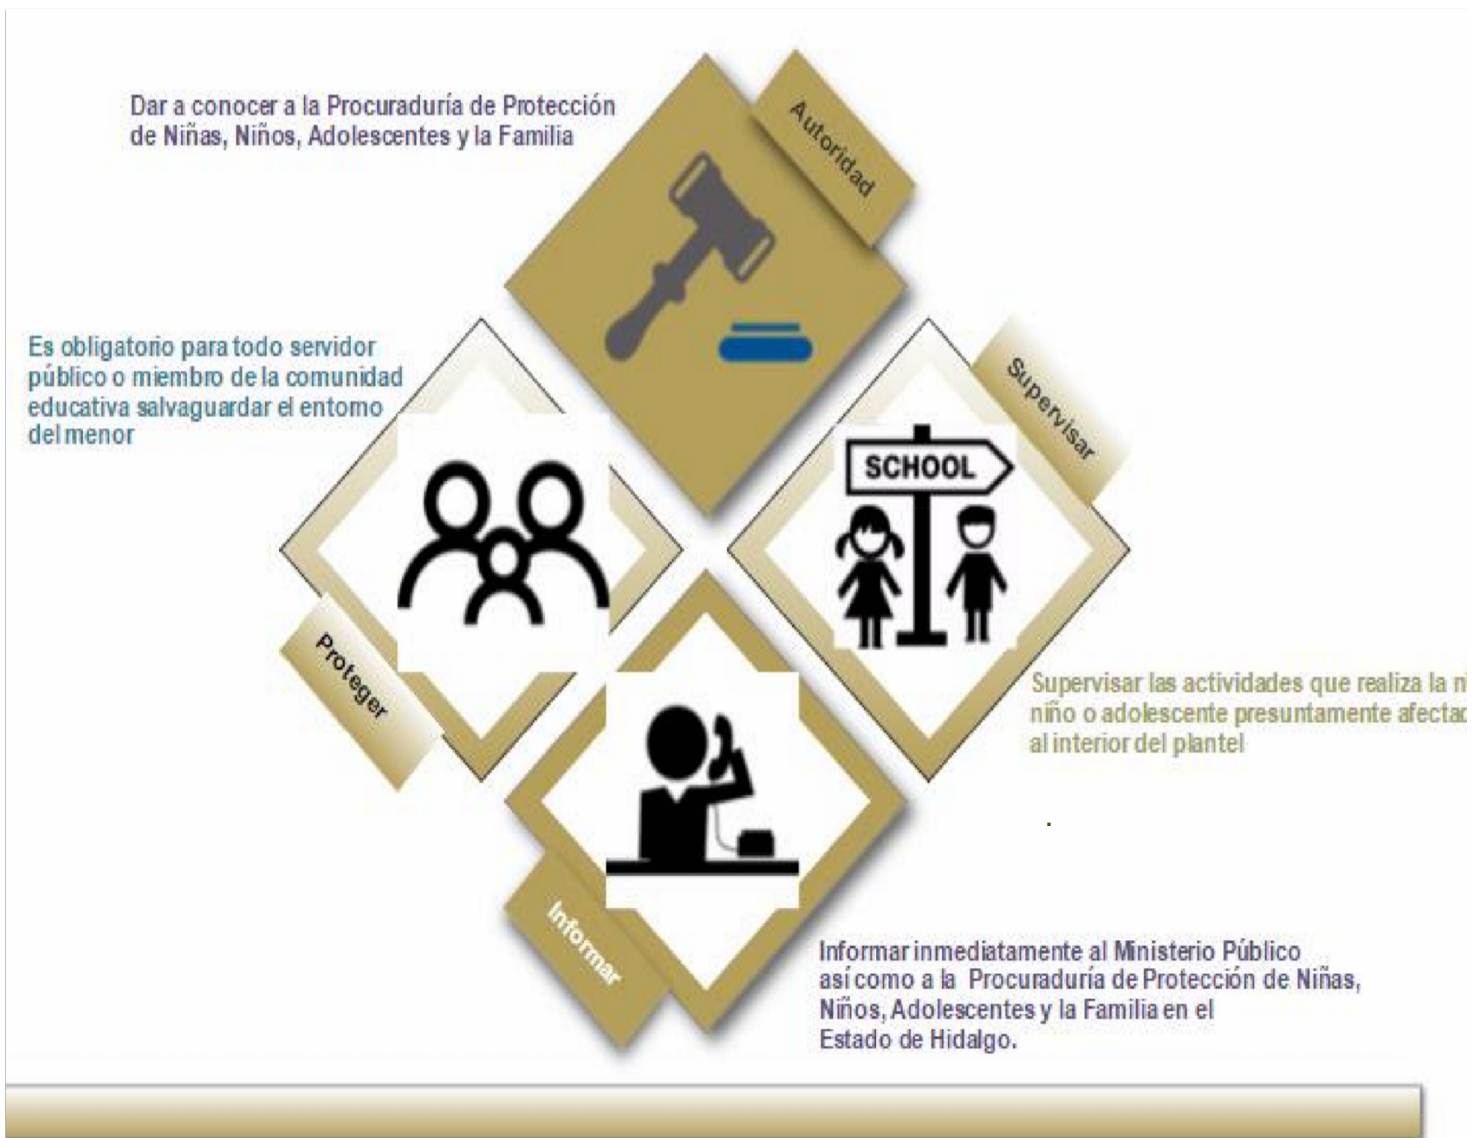 Dar a conocer a la Procuraduría de Protección
de Niñas, Niños, Adolescentes y la Familia
Autoridad
Es obligatorio para todo servidor
público o miembro de la comunidad
educativa salvaguardar el entorno
del menor
Proteger
Supervisar
SCHOOL
Supervisar las actividades que realiza la
niño o adolescente presuntamente
al interior del plantel
.
Informar
Informar inmediatamente al Ministerio Público
así como a la Procuraduría de Protección de Niñas,
Niños, Adolescentes y la Familia en el
Estado de Hidalgo.